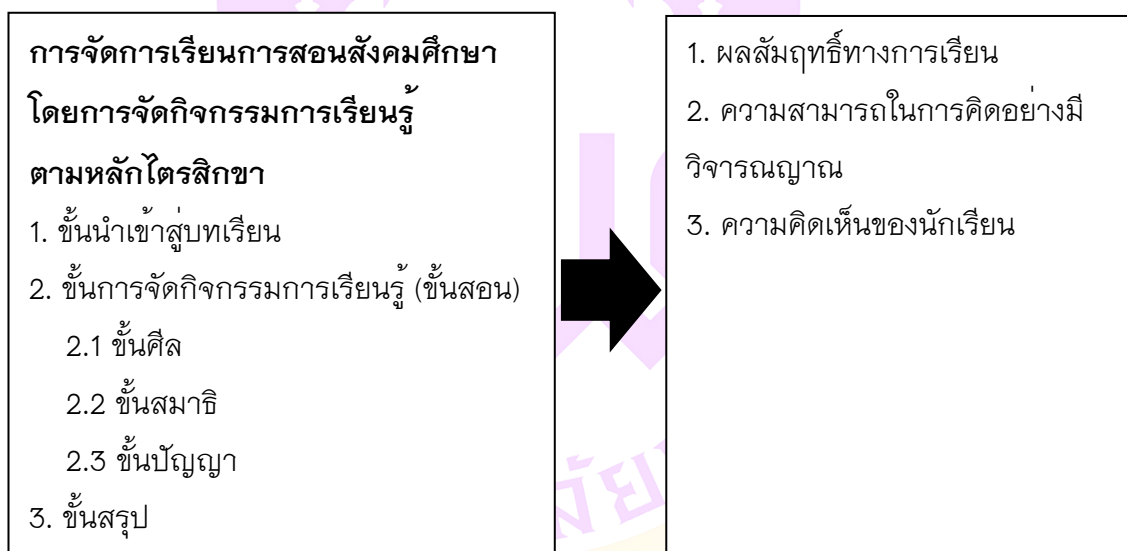 การจัดการเรียนการสอนสังคมศึกษา
โดยการจัดกิจกรรมการเรียนรู้
ตามหลักไตรสิกขา
1. ขั้นนำเข้าสู่บทเรียน
2. ขั้นการจัดกิจกรรมการเรียนรู้ (ขั้นสอน)
2.1 ขั้นศีล
2.2 ขั้นสมาธิ
2.3 ขั้นปัญญา
3. ขั้นสรุป
1. ผลสัมฤทธิ์ทางการเรียน
2. ความสามารถในการคิดอย่างมี
วิจารณญาณ
3. ความคิดเห็นของนักเรียน